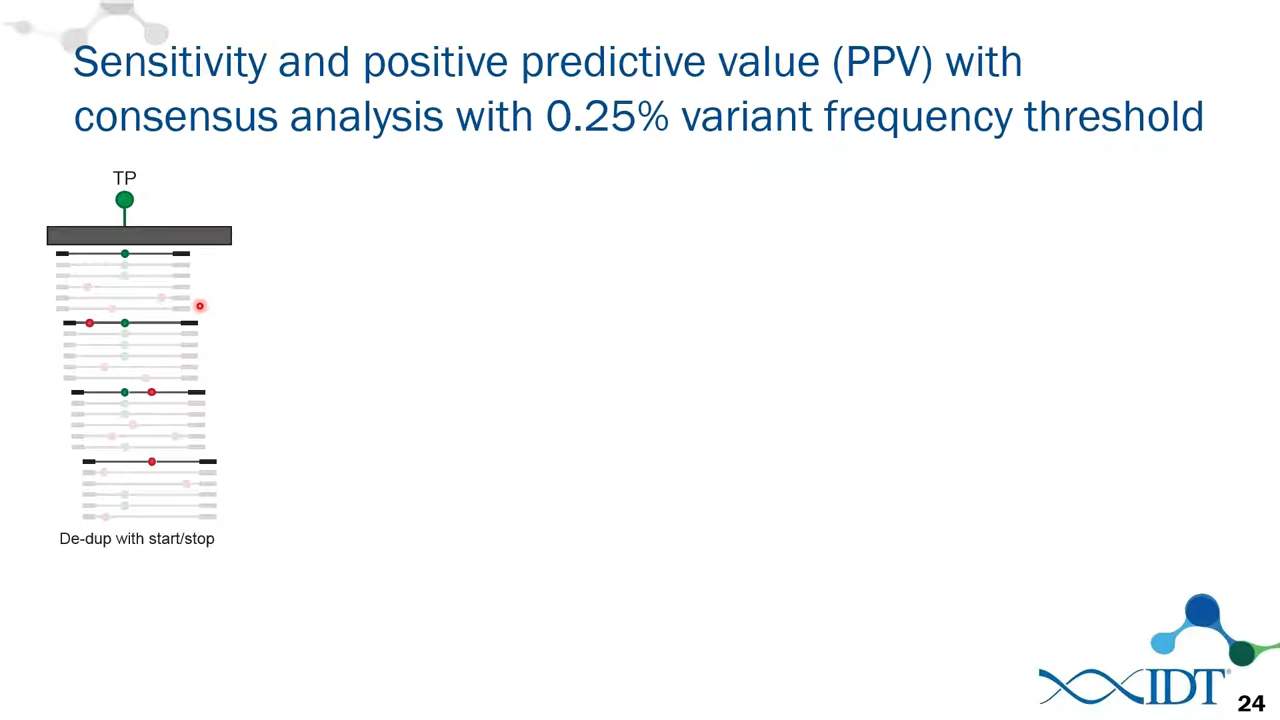 Sensitivity and positive predictive value (PPV) with
consensus analysis with 0.25% variant frequency threshold
TP
De-dup with start/stop
IDT®
24